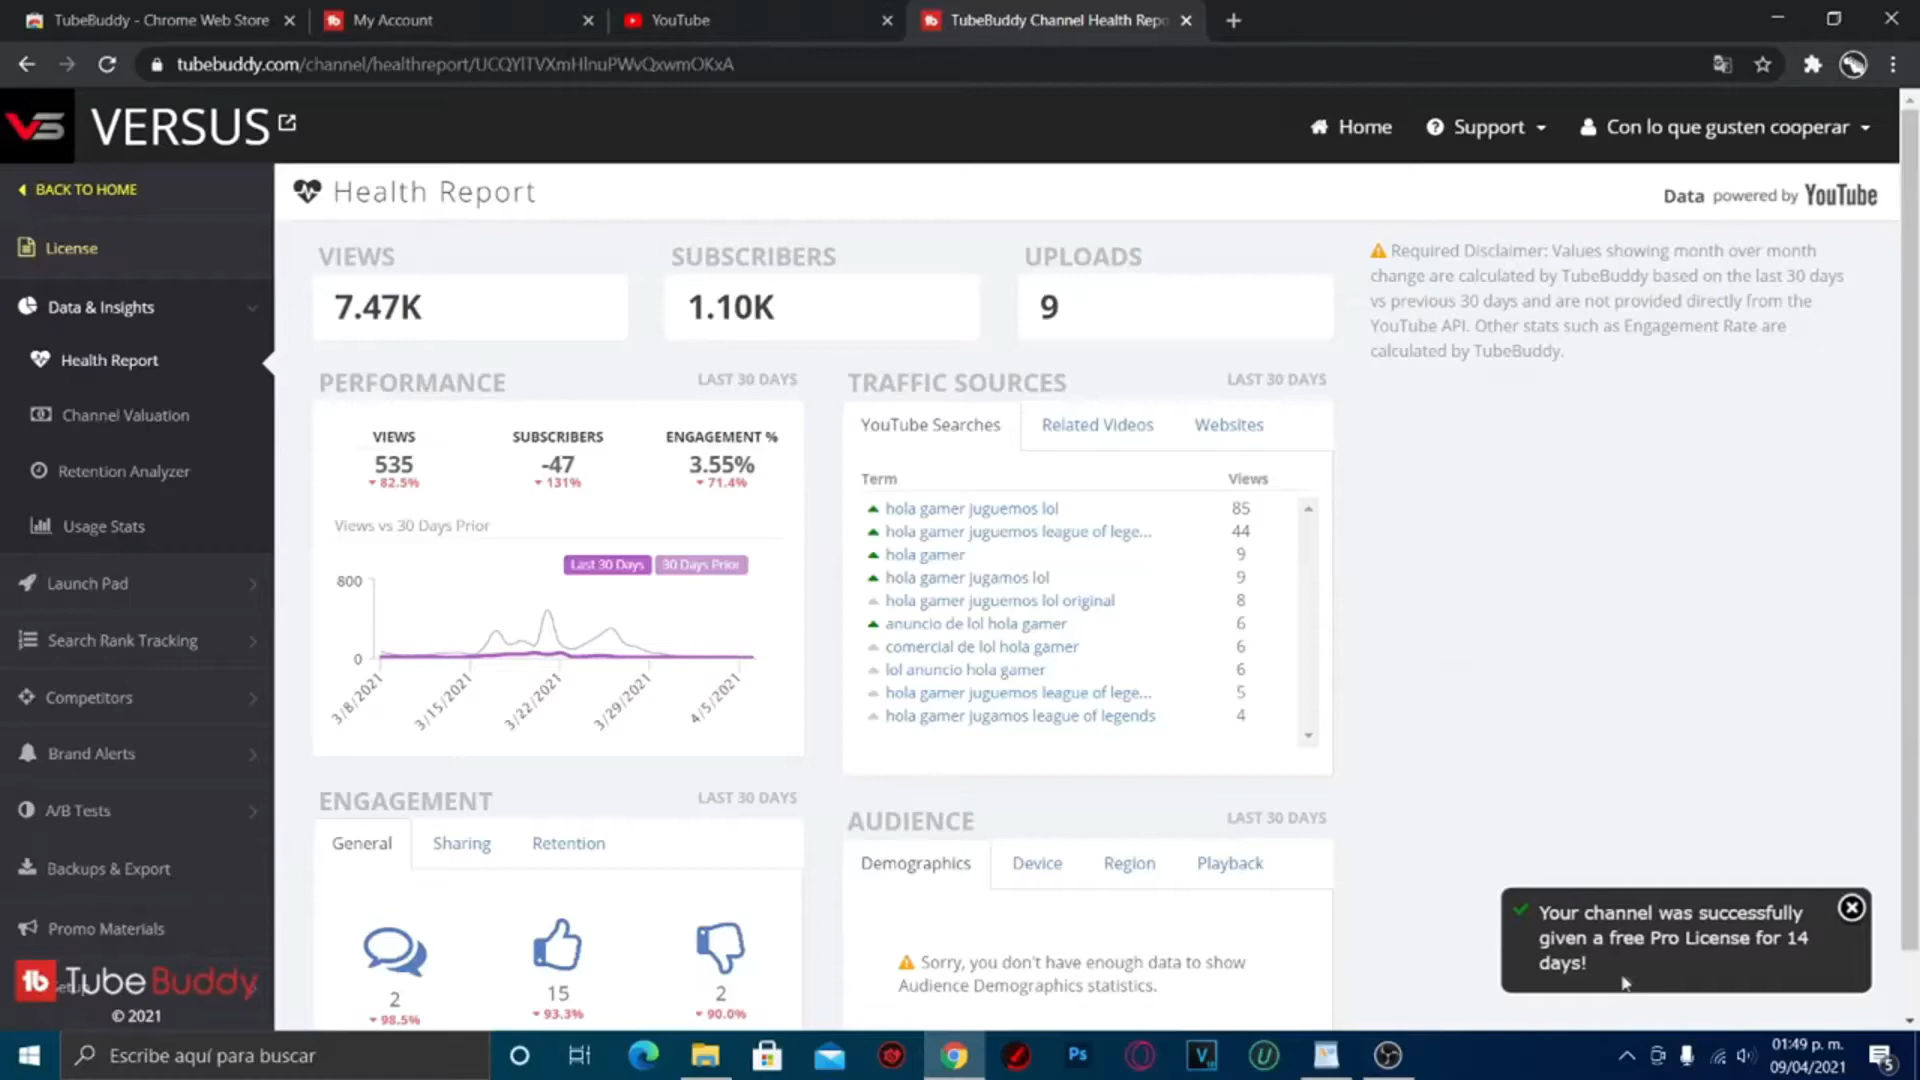 TubeBuddy - Chrome Web Store
My Account
YouTube
TubeBuddy Channel Health Repo
tubebuddy.com/channel/healthreport/UCQYlTVXmHlnuPWvQxwmOKxA
VS VERSUS
Home
Support
Con lo que gusten cooperar
BACK TO HOME
License
Data & Insights
Health Report
Channel Valuation
Retention Analyzer
Usage Stats
Launch Pad
Search Rank Tracking
Competitors
Brand Alerts
A/B Tests
Backups & Export
Promo Materials
TubeBuddy
© 2021
Health Report
Data powered by YouTube
VIEWS
7.47K
SUBSCRIBERS
1.10K
UPLOADS
9
Required Disclaimer: Values showing month over month
change are calculated by TubeBuddy based on the last 30 days
vs previous 30 days and are not provided directly from the
YouTube API. Other stats such as Engagement Rate are
calculated by TubeBuddy.
PERFORMANCE LAST 30 DAYS
VIEWS SUBSCRIBERS ENGAGEMENT %
535 -47 3.55%
82.5% 131% 71.4%
Views vs 30 Days Prior
Last 30 Days 30 Days Prior
800
0
3/8/2021 3/15/2021 3/22/2021 3/29/2021 4/5/2021
TRAFFIC SOURCES LAST 30 DAYS
YouTube Searches Related Videos Websites
Term Views
hola gamer juguemos lol 85
hola gamer juguemos league of lege... 44
hola gamer 9
hola gamer jugamos lol 9
hola gamer juguemos lol original 8
anuncio de lol hola gamer 6
comercial de lol hola gamer 6
lol anuncio hola gamer 6
hola gamer juguemos league of lege... 5
hola gamer jugamos league of legends 4
ENGAGEMENT LAST 30 DAYS
General Sharing Retention
2 15 2
98.5% 93.3% 90.0%
AUDIENCE LAST 30 DAYS
Demographics Device Region Playback
Sorry, you don't have enough data to show
Audience Demographics statistics.
Your channel was successfully
given a free Pro License for 14
days!
Escribe aquí para buscar
Ps
V
U
01:49 p. m.
09/04/2021
5